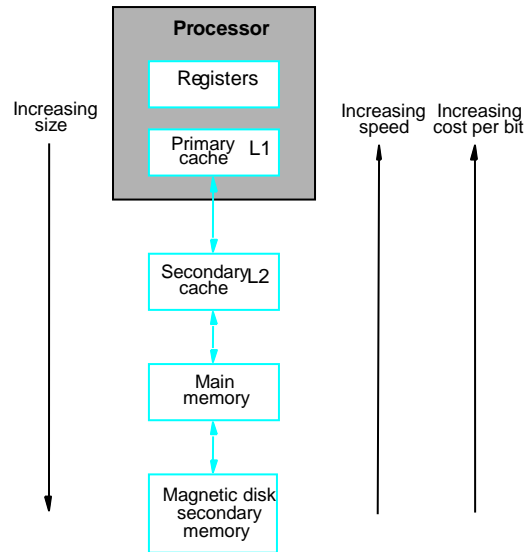 Processor
Registers
Increasing
size
Increasing
speed
Increasing
cost per bit
Primary L1
cache
Secondary L2
cache
Main
memory
Magnetic disk
secondary
memory